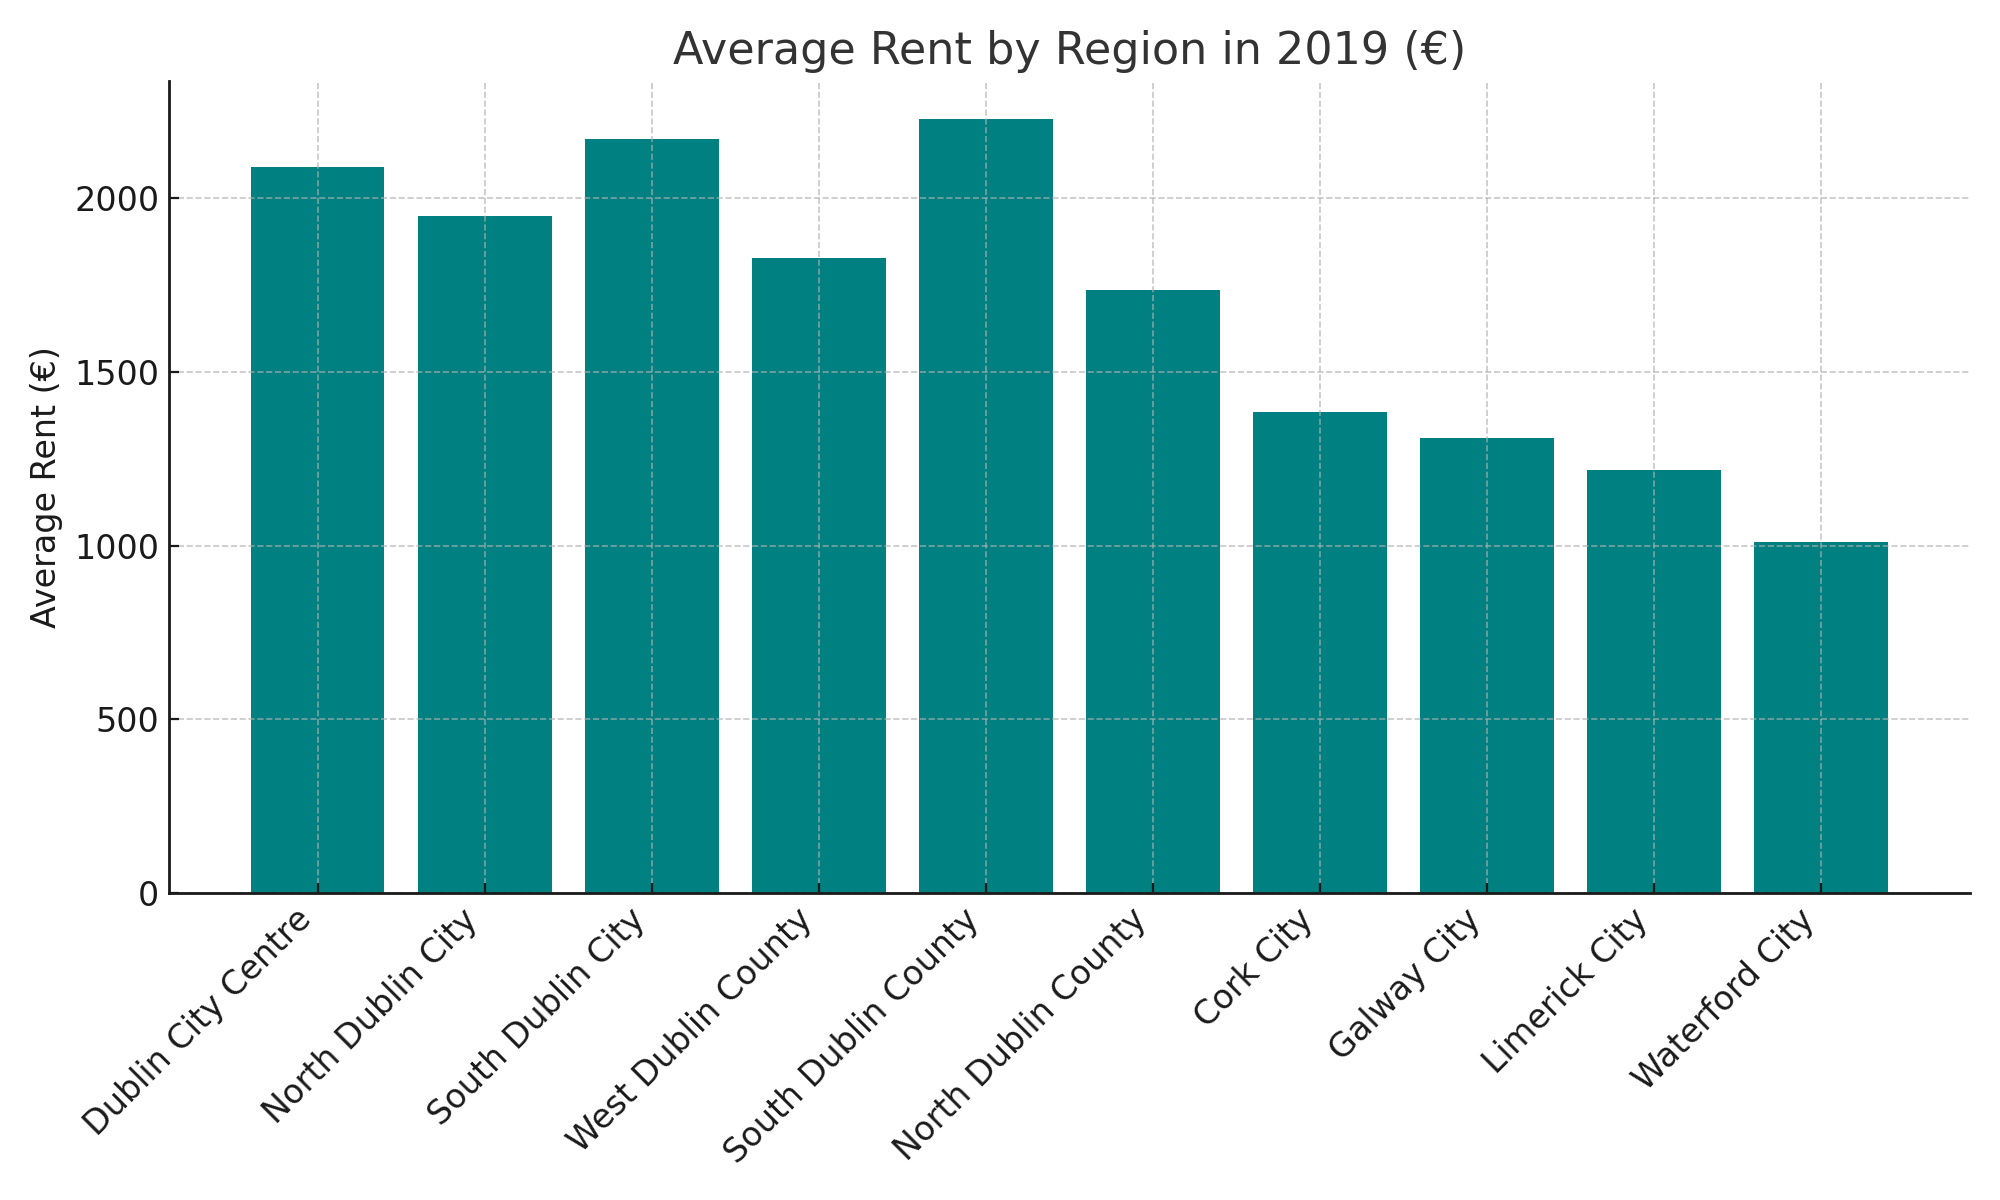 Average Rent by Region in 2019 (€)
Average Rent (€)
2000
1500
1000
500
0
Dublin City Centre
North Dublin City
South Dublin City
West Dublin County
South Dublin County
North Dublin County
Cork City
Galway City
Limerick City
Waterford City